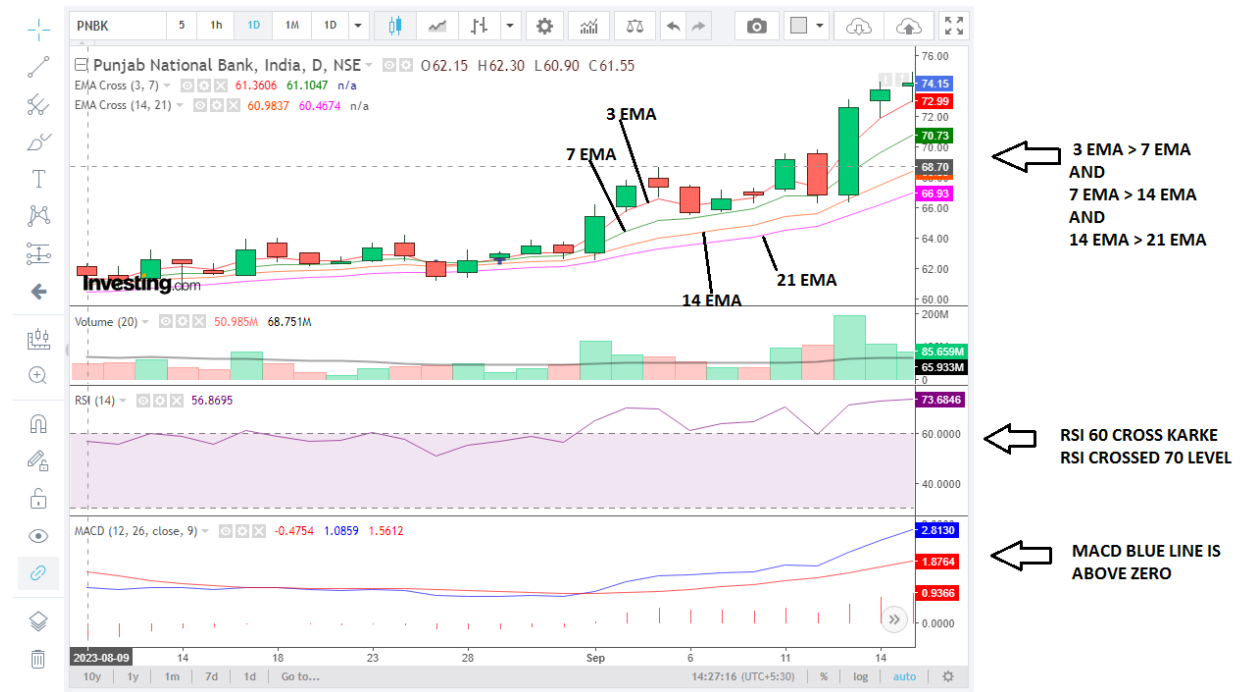 PNBK 5 1h 1D 1M 1D
Punjab National Bank, India, D, NSE O62.15 H62.30 L60.90 C61.55
EMA Cross (3, 7) 61.3606 61.1047 n/a
EMA Cross (14, 21) 60.9837 60.4674 n/a
3 EMA
7 EMA
14 EMA
21 EMA
Investing.com
76.00
74.15
72.99
72.00
70.73
70.00
68.70
66.93
66.00
64.00
62.00
60.00
3 EMA > 7 EMA
AND
7 EMA > 14 EMA
AND
14 EMA > 21 EMA
Volume (20) 50.985M 68.751M
200M
85.659M
65.933M
0
RSI (14) 56.8695
73.6846
60.0000
40.0000
RSI 60 CROSS KARKE
RSI CROSSED 70 LEVEL
MACD (12, 26, close, 9) -0.4754 1.0859 1.5612
2.8130
1.8764
0.9366
0.0000
MACD BLUE LINE IS
ABOVE ZERO
2023-08-09 14 18 23 28 Sep 6 11 14
10y 1y 1m 7d 1d Go to... 14:27:16 (UTC+5:30) % log auto